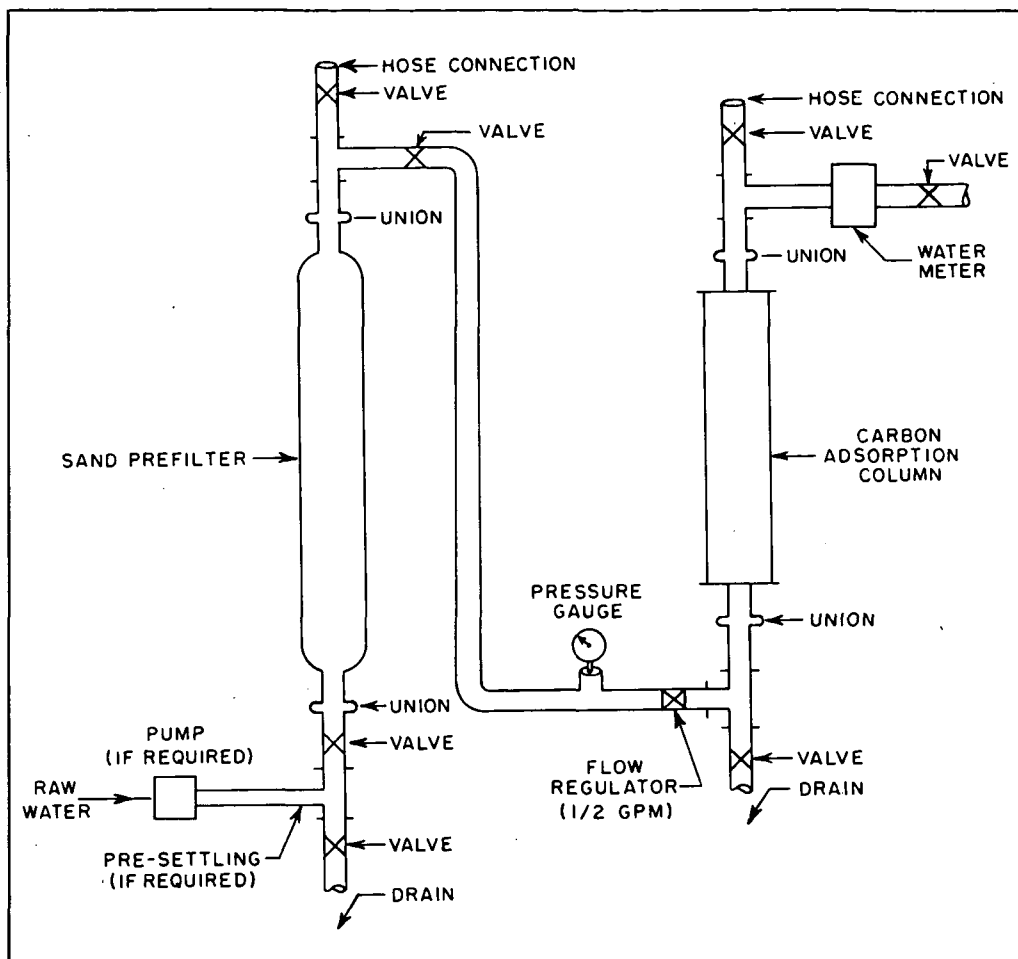 HOSE CONNECTION
VALVE
VALVE
UNION
SAND PREFILTER
UNION
VALVE
PUMP
(IF REQUIRED)
RAW
WATER
PRE-SETTLING
(IF REQUIRED)
VALVE
DRAIN
HOSE CONNECTION
VALVE
VALVE
WATER
METER
UNION
CARBON
ADSORPTION
COLUMN
PRESSURE
GAUGE
UNION
FLOW
REGULATOR
(1/2 GPM)
VALVE
DRAIN